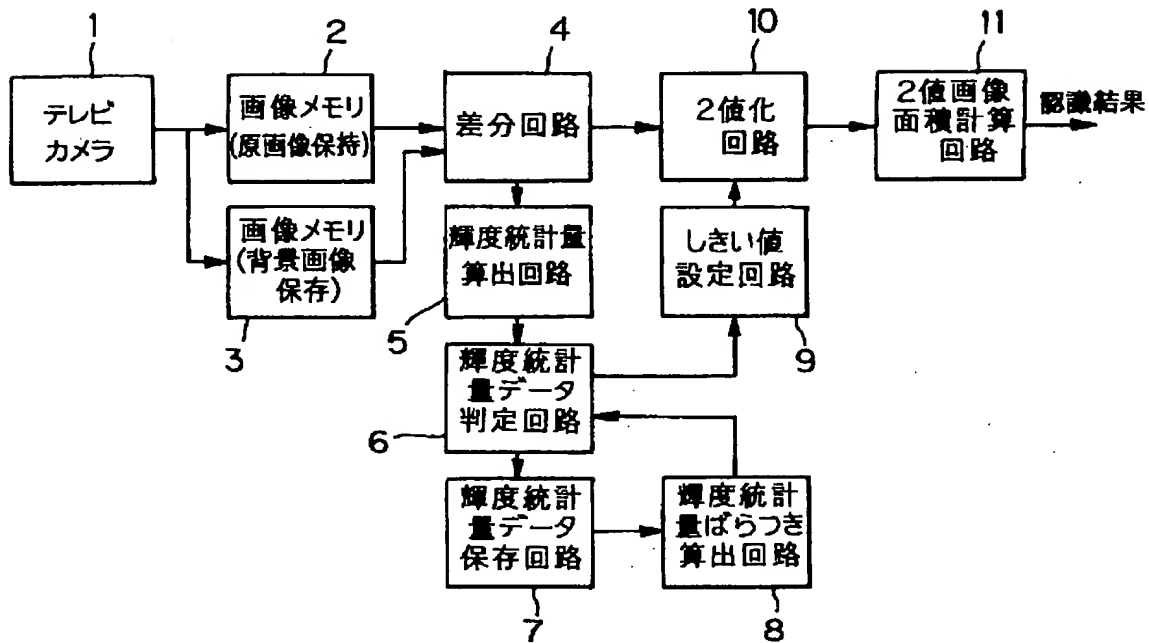 1
テレビ
カメラ
2
画像メモリ
(原画像保持)
画像メモリ
(背景画像
保存)
3
4
差分回路
輝度統計量
算出回路
5
輝度統計
量データ
判定回路
6
輝度統計
量データ
保存回路
7
輝度統計
量ばらつき
算出回路
8
しきい値
設定回路
9
10
2値化
回路
11
2値画像
面積計算
回路
認識結果